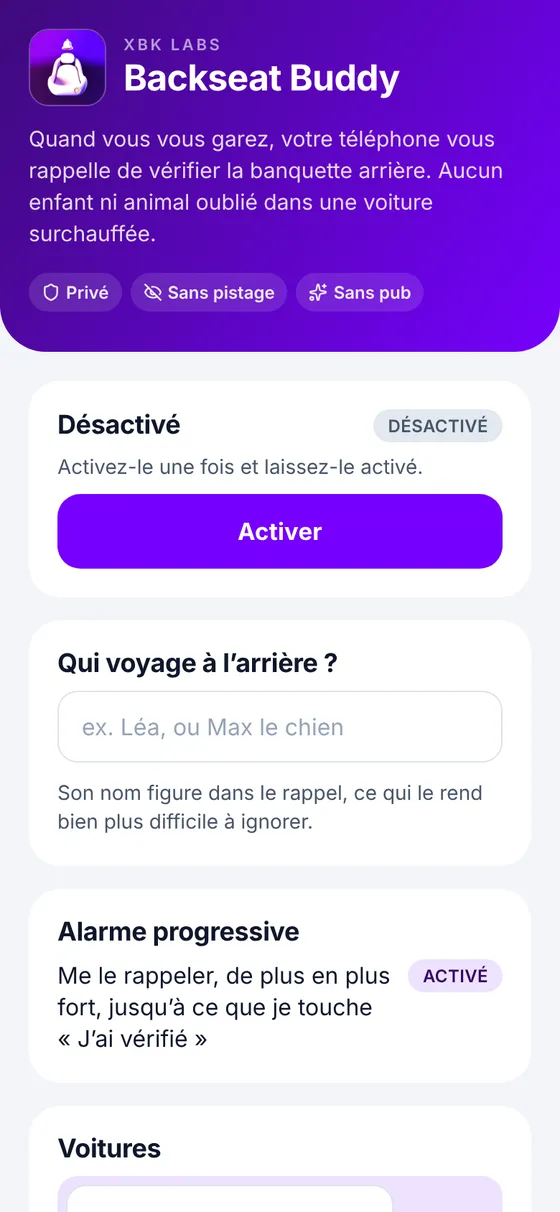 XBK LABS
Backseat Buddy
Quand vous vous garez, votre téléphone vous
rappelle de vérifier la banquette arrière. Aucun
enfant ni animal oublié dans une voiture
surchauffée.
Privé
Sans pistage
Sans pub
Désactivé
DÉSACTIVÉ
Activez-le une fois et laissez-le activé.
Activer
Qui voyage à l’arrière ?
ex. Léa, ou Max le chien
Son nom figure dans le rappel, ce qui le rend
bien plus difficile à ignorer.
Alarme progressive
Me le rappeler, de plus en plus
fort, jusqu’à ce que je touche
« J’ai vérifié »
ACTIVÉ
Voitures